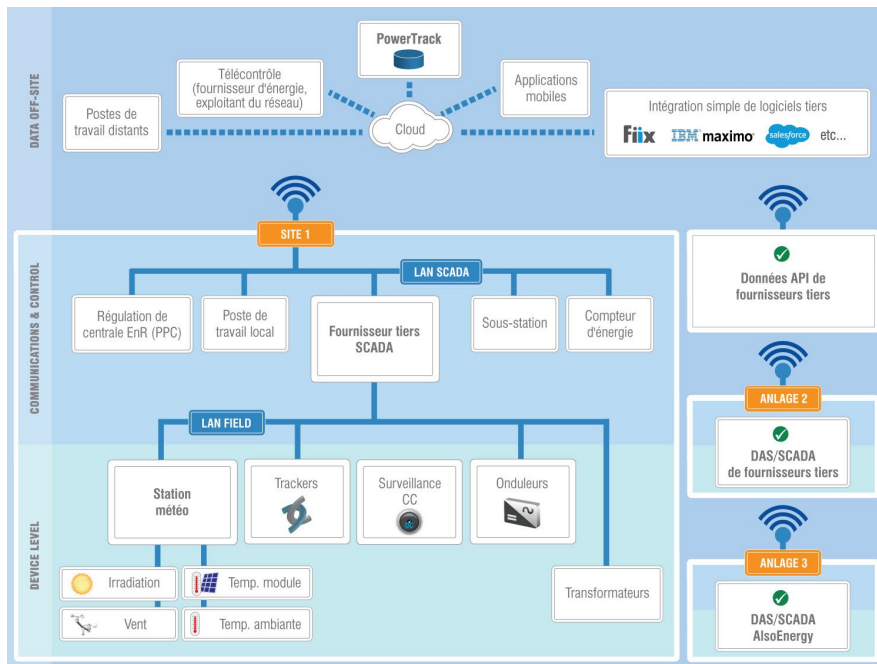 DATA OFF-SITE
PowerTrack
Télécontrôle
(fournisseur d'énergie,
exploitant du réseau)
Applications
mobiles
Postes de
travail distants
Cloud
Intégration simple de logiciels tiers
Fiix IBM maximo salesforce etc...
COMMUNICATIONS & CONTROL
SITE 1
LAN SCADA
Régulation de
centrale EnR (PPC)
Poste de
travail local
Fournisseur tiers
SCADA
Sous-station
Compteur
d'énergie
Données API de
fournisseurs tiers
ANLAGE 2
DAS/SCADA
de fournisseurs tiers
LAN FIELD
DEVICE LEVEL
Station
météo
Trackers
Surveillance
CC
Onduleurs
Transformateurs
Irradiation
Temp. module
Vent
Temp. ambiante
ANLAGE 3
DAS/SCADA
AlsoEnergy